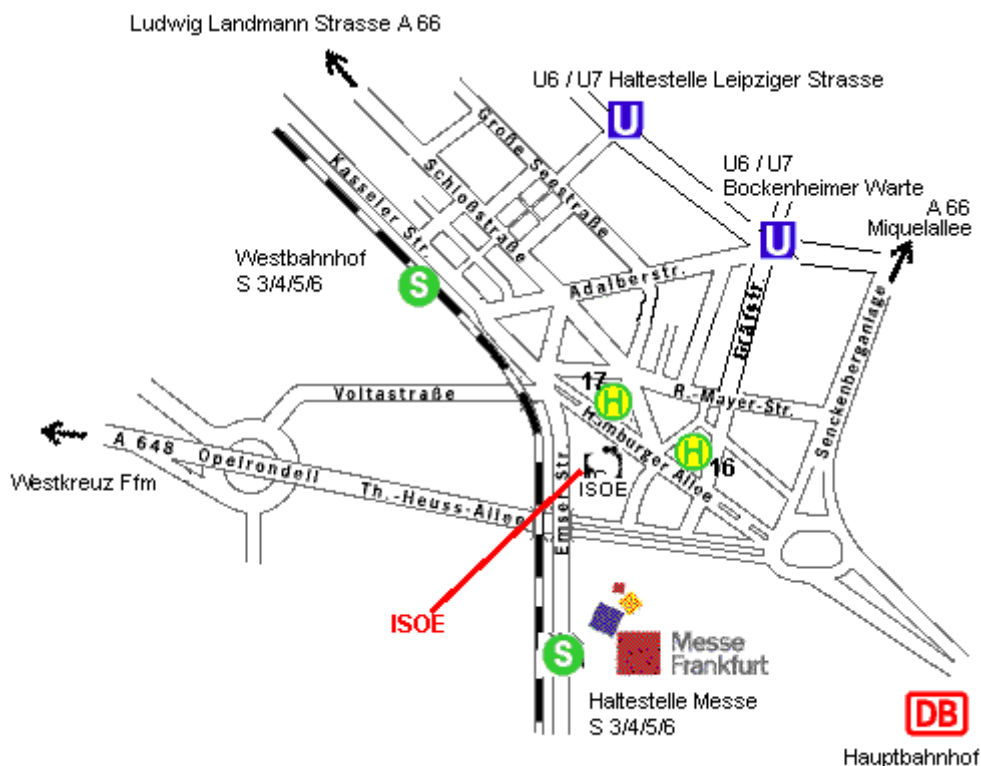 Ludwig Landmann Strasse A 66
U6 / U7 Haltestelle Leipziger Strasse
U
U6 / U7
Bockenheimer Warte
A 66
Miquelallee
U
Große Seestraße
Schloßstraße
Kasseler Str.
Westbahnhof
S 3/4/5/6
S
Adalberstr.
Gräfstr.
Senckenberganlage
17
H
R.-Mayer-Str.
Voltastraße
Hamburger Allee
H
16
A 648 Opelrondell
Th.-Heuss-Allee
Westkreuz Ffm
ISOE
Emser Str.
ISOE
S
Messe
Frankfurt
Haltestelle Messe
S 3/4/5/6
DB
Hauptbahnhof